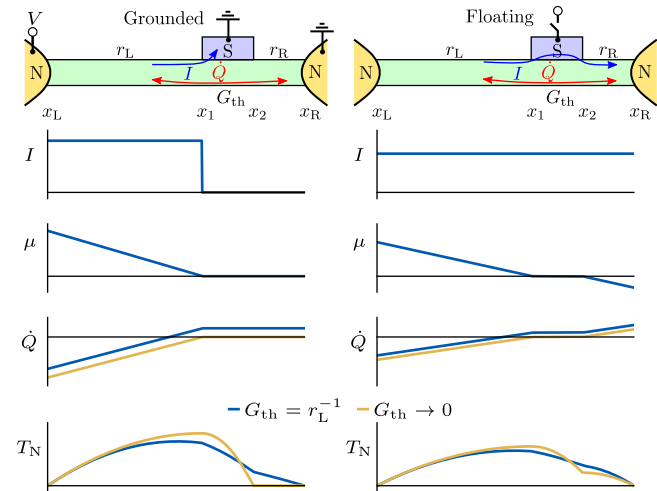 V Grounded
r_L S r_R
N I Q̇ N
G_th
x_L x_1 x_2 x_R
I
μ
Q̇
T_N
Floating
r_L S r_R
N I Q̇ N
G_th
x_L x_1 x_2 x_R
I
μ
Q̇
G_th = r_L^{-1} G_th → 0
T_N